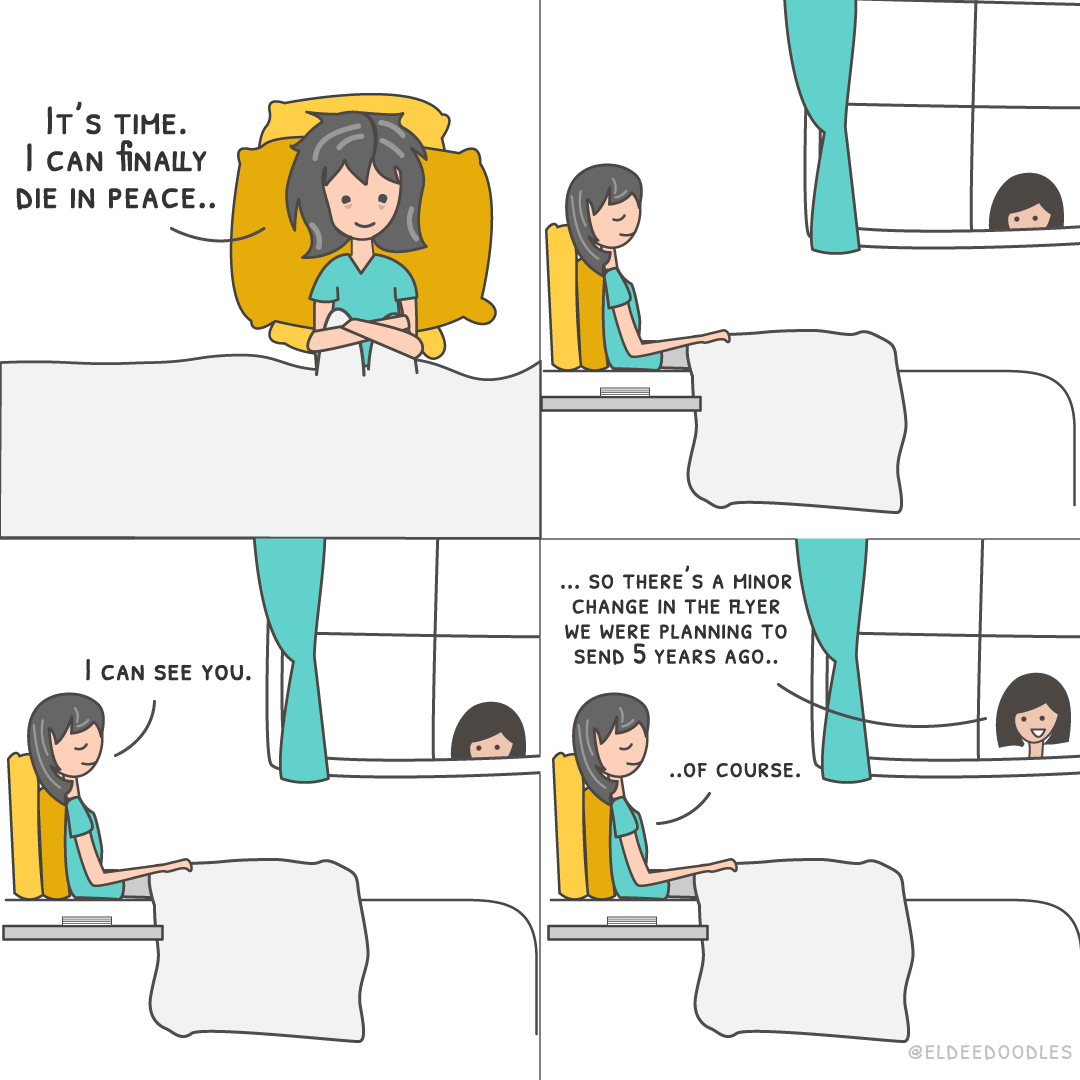 IT'S TIME.
I CAN FINALLY
DIE IN PEACE..
I CAN SEE YOU.
... SO THERE'S A MINOR
CHANGE IN THE FLYER
WE WERE PLANNING TO
SEND 5 YEARS AGO..
..OF COURSE.
@ELDEEDOODLES